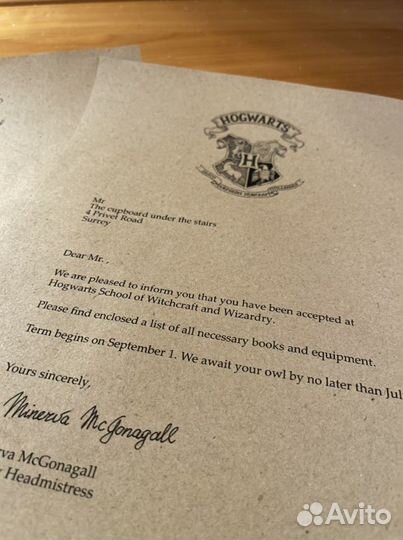 HOGWARTS
H
Mr
The cupboard under the stairs
4 Privet Road
Surrey
Dear Mr. ,
We are pleased to inform you that you have been accepted at
Hogwarts School of Witchcraft and Wizardry.
Please find enclosed a list of all necessary books and equipment.
Term begins on September 1. We await your owl by no later than Jul
Yours sincerely,
Minerva McGonagall
rva McGonagall
Headmistress
Avito